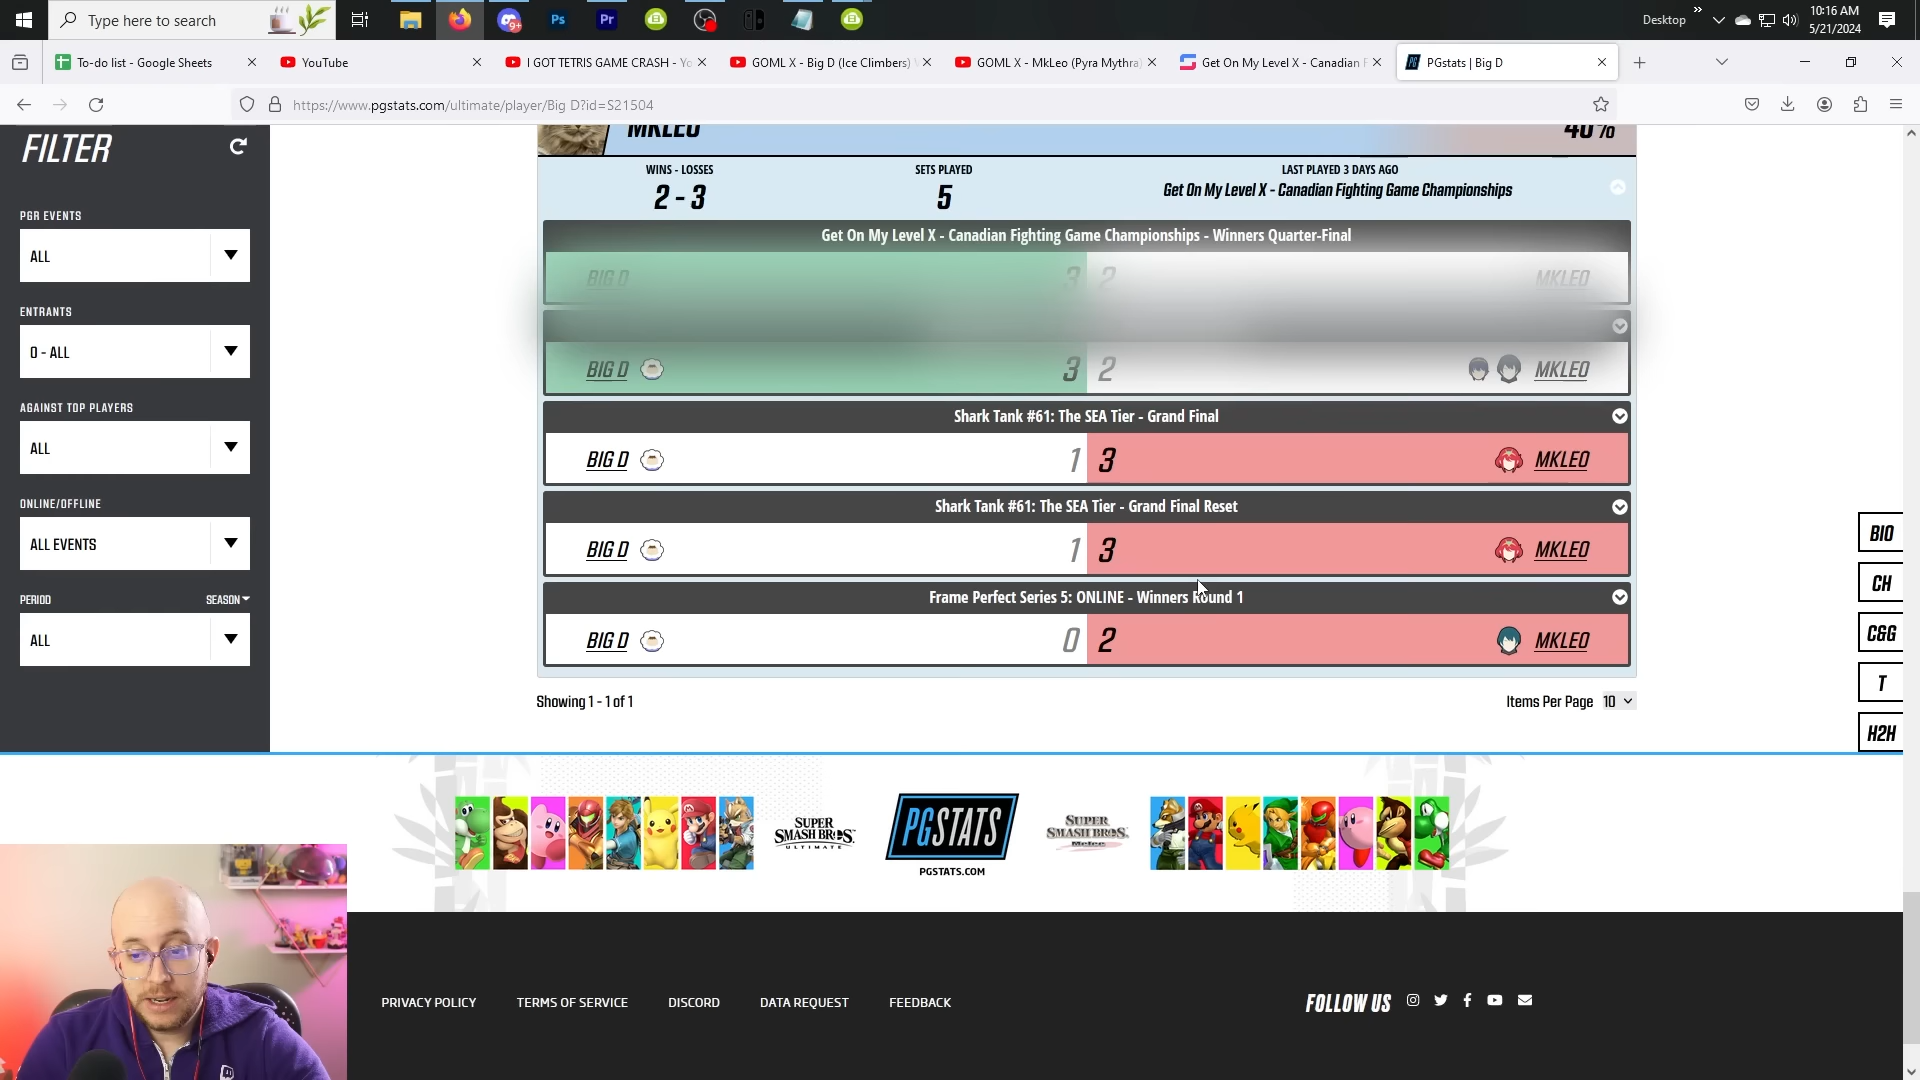 Type here to search
Ps
Pr
9+
Desktop
10:16 AM
5/21/2024
To-do list - Google Sheets
YouTube
I GOT TETRIS GAME CRASH - Yo
GOML X - Big D (Ice Climbers)
GOML X - MkLeo (Pyra Mythra)
Get On My Level X - Canadian F
PGstats | Big D
https://www.pgstats.com/ultimate/player/Big D?id=S21504
FILTER
PGR EVENTS
ALL
ENTRANTS
0 - ALL
AGAINST TOP PLAYERS
ALL
ONLINE/OFFLINE
ALL EVENTS
PERIOD
SEASON
ALL
MKLEO
40%
WINS - LOSSES
2 - 3
SETS PLAYED
5
LAST PLAYED 3 DAYS AGO
Get On My Level X - Canadian Fighting Game Championships
Get On My Level X - Canadian Fighting Game Championships - Winners Quarter-Final
BIG D
3
2
MKLEO
BIG D
3
2
MKLEO
Shark Tank #61: The SEA Tier - Grand Final
BIG D
1
3
MKLEO
Shark Tank #61: The SEA Tier - Grand Final Reset
BIG D
1
3
MKLEO
Frame Perfect Series 5: ONLINE - Winners Round 1
BIG D
0
2
MKLEO
Showing 1 - 1 of 1
Items Per Page
10
BIO
CH
C&G
T
H2H
SUPER
SMASH BROS.
ULTIMATE
PGSTATS
PGSTATS.COM
SUPER
SMASH BROS.
Melee
PRIVACY POLICY
TERMS OF SERVICE
DISCORD
DATA REQUEST
FEEDBACK
FOLLOW US